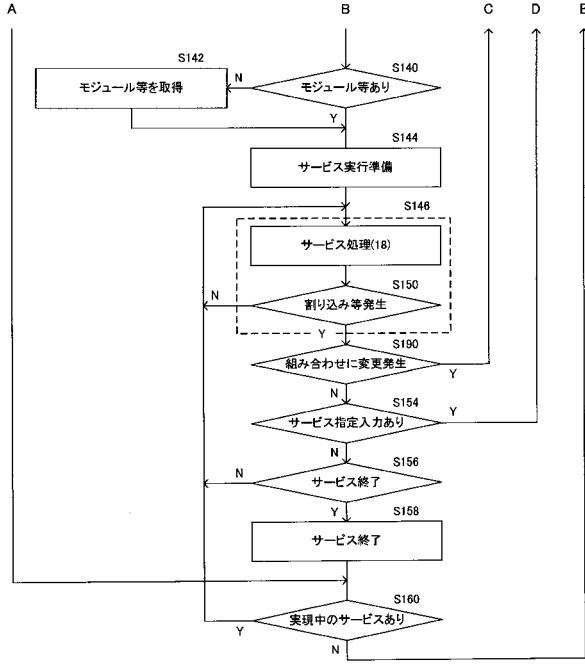 A
B
C
D
E
S142
S140
モジュール等を取得
N
モジュール等あり
Y
S144
サービス実行準備
S146
サービス処理(18)
S150
N
割り込み等発生
Y
S190
組み合わせに変更発生
Y
N
S154
サービス指定入力あり
Y
N
S156
N
サービス終了
Y
S158
サービス終了
S160
実現中のサービスあり
Y
N